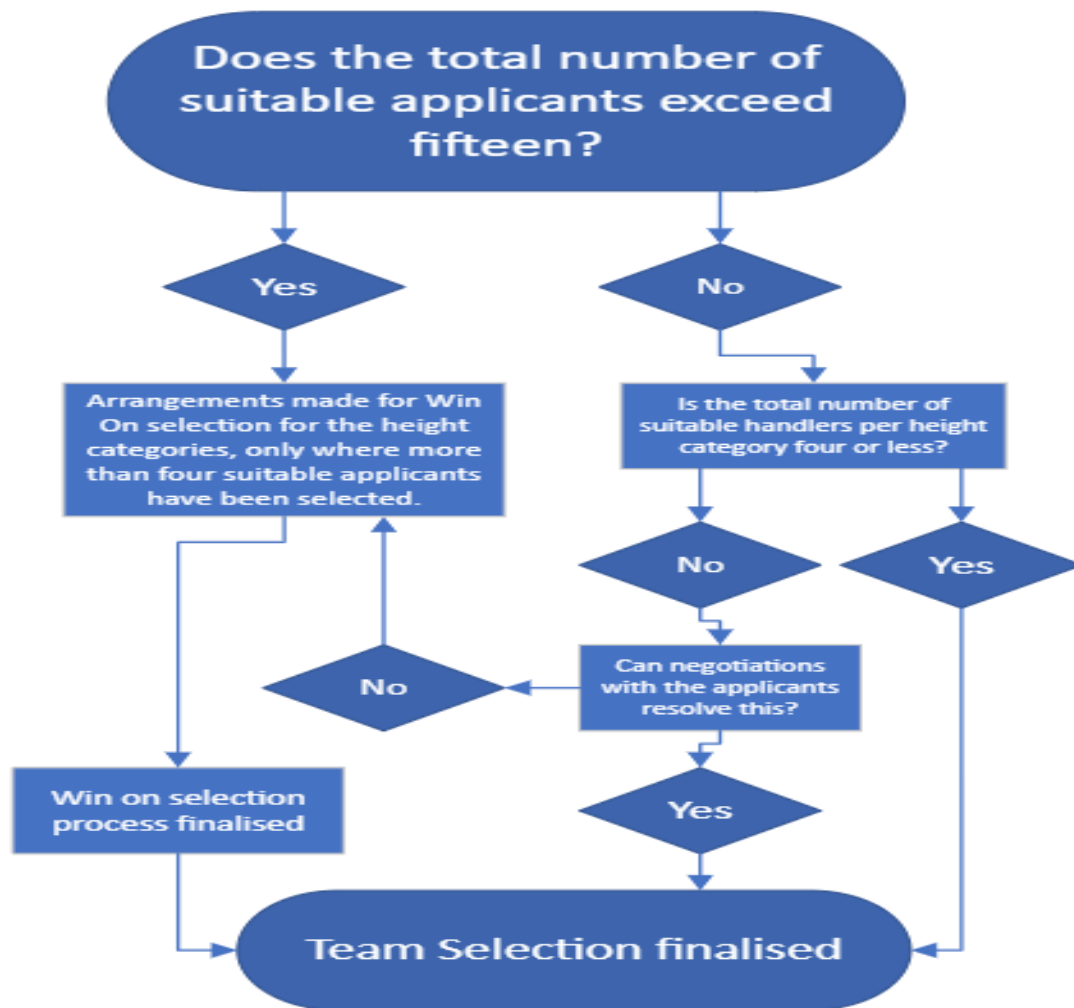 Does the total number of
suitable applicants exceed
fifteen?
Yes
No
Arrangements made for Win
On selection for the height
categories, only where more
than four suitable applicants
have been selected.
Is the total number of
suitable handlers per height
category four or less?
No
Yes
Can negotiations
with the applicants
resolve this?
No
Win on selection
process finalised
Yes
Team Selection finalised